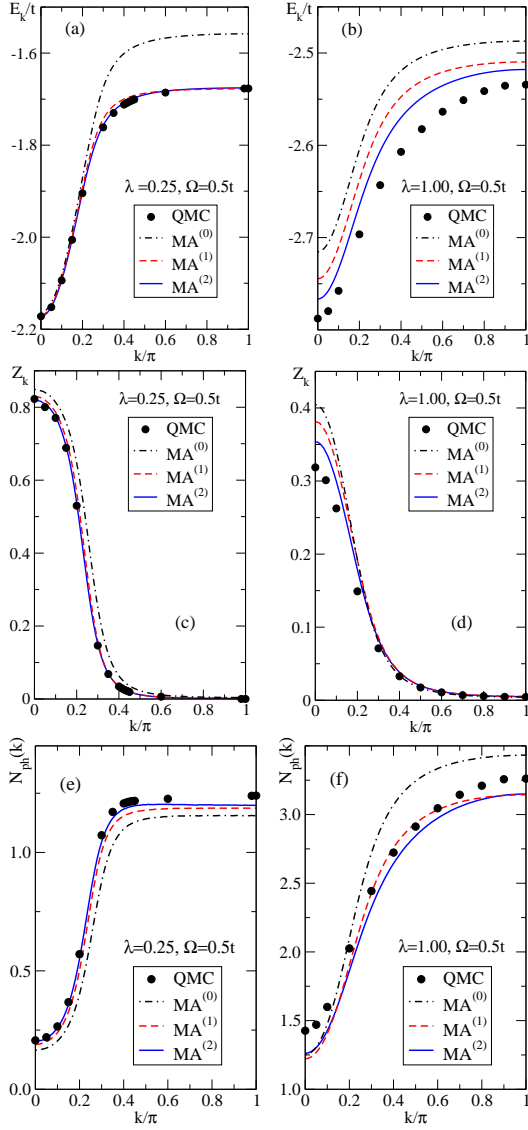 E_k/t
(a)
-1.6
-1.8
-2.0
-2.2
λ =0.25, Ω=0.5t
QMC
MA^(0)
MA^(1)
MA^(2)
0 0.2 0.4 0.6 0.8 1
k/π
E_k/t
(b)
-2.5
-2.6
-2.7
λ=1.00, Ω=0.5t
QMC
MA^(0)
MA^(1)
MA^(2)
0 0.2 0.4 0.6 0.8 1
k/π
Z_k
λ=0.25, Ω=0.5t
0.8
0.6
0.4
0.2
0
QMC
MA^(0)
MA^(1)
MA^(2)
(c)
0 0.2 0.4 0.6 0.8 1
k/π
Z_k
λ=1.00, Ω=0.5t
0.4
0.3
0.2
0.1
0
QMC
MA^(0)
MA^(1)
MA^(2)
(d)
0 0.2 0.4 0.6 0.8 1
k/π
N_ph(k)
(e)
1.2
0.9
0.6
0.2
0.0
λ=0.25, Ω=0.5t
QMC
MA^(0)
MA^(1)
MA^(2)
0 0.2 0.4 0.6 0.8 1
k/π
N_ph(k)
(f)
3.0
2.5
2.0
1.5
1.0
λ=1.00, Ω=0.5t
QMC
MA^(0)
MA^(1)
MA^(2)
0 0.2 0.4 0.6 0.8 1
k/π